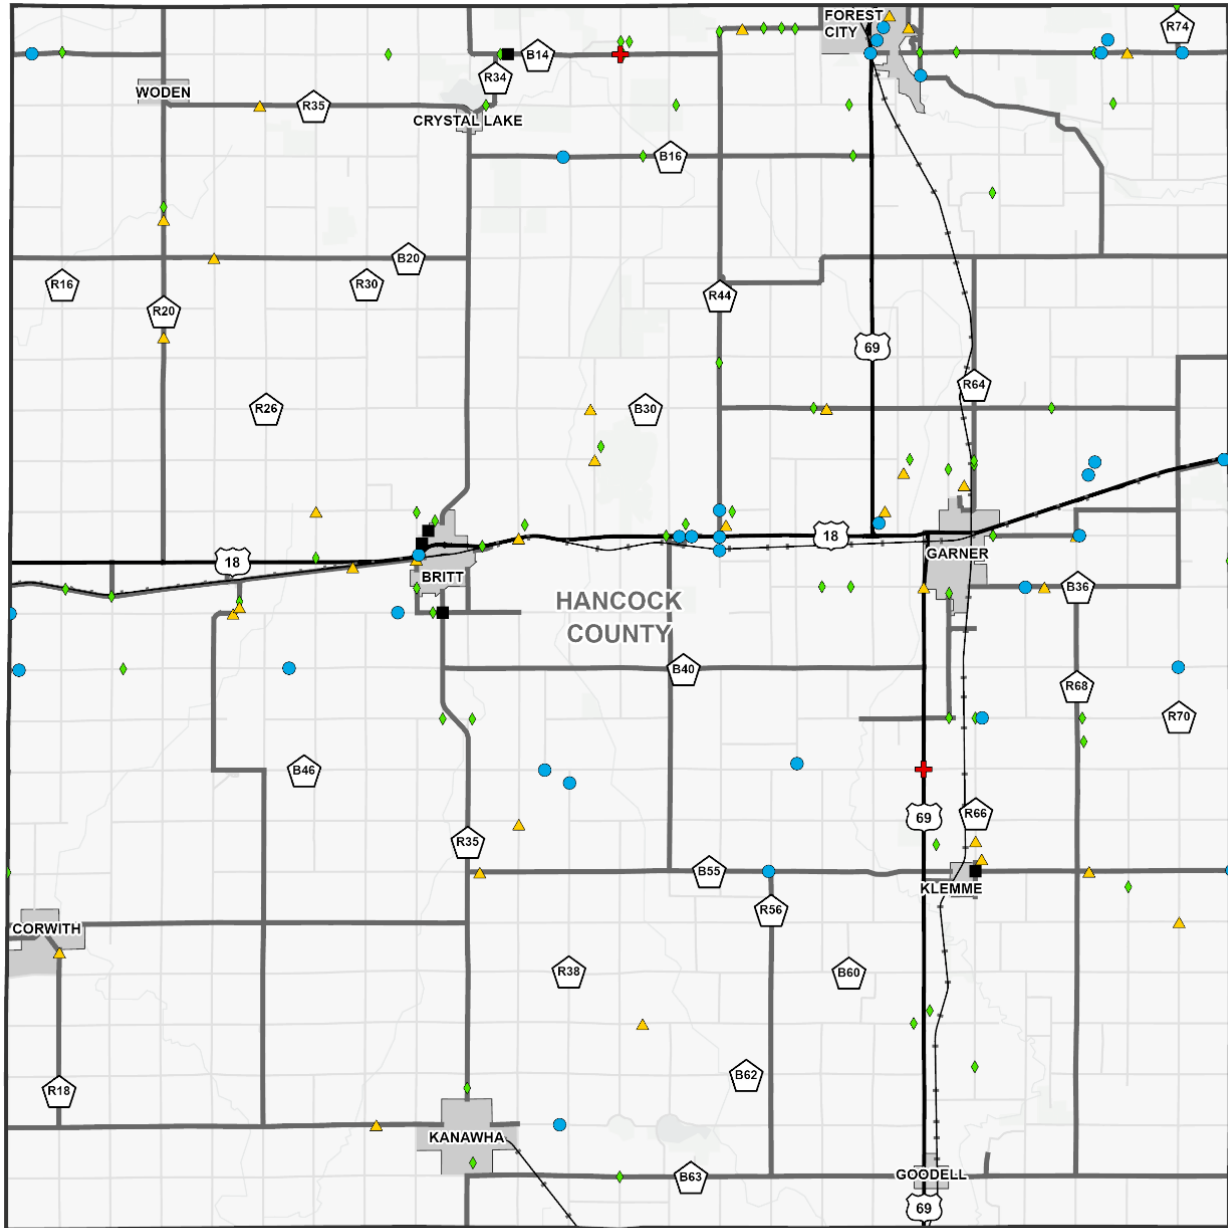 FOREST
CITY
R74
B14
R34
WODEN
R35
CRYSTAL LAKE
B16
B20
R16
R30
R44
R20
69
R64
R26
B30
18
18
GARNER
BRITT
B36
HANCOCK
COUNTY
B40
R68
R70
B46
69
R66
R35
B55
KLEMME
R56
CORWITH
R38
B60
B62
R18
KANAWHA
GOODELL
B63
69